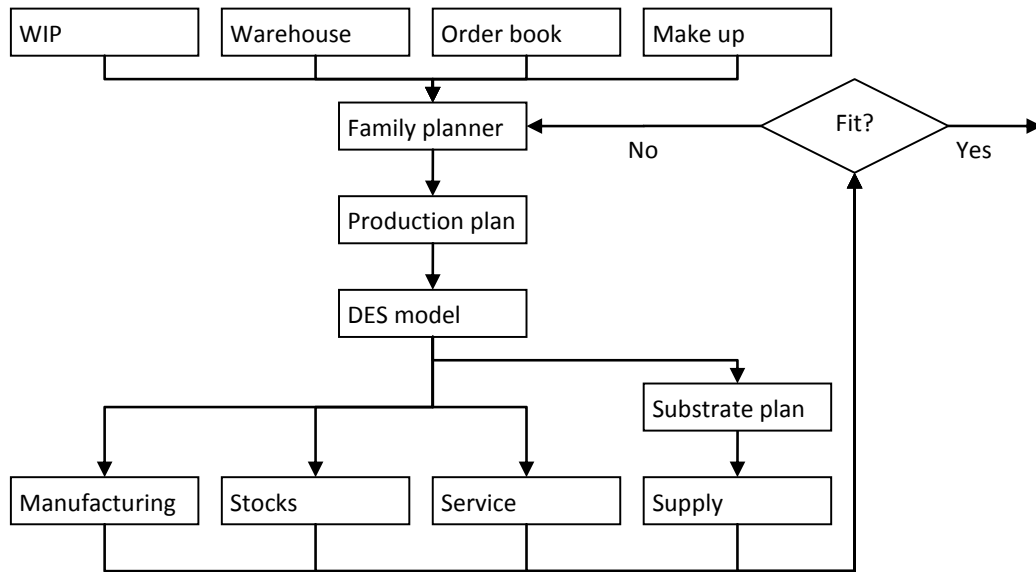 WIP
Warehouse
Order book
Make up
Family planner
Fit?
No
Yes
Production plan
DES model
Substrate plan
Manufacturing
Stocks
Service
Supply